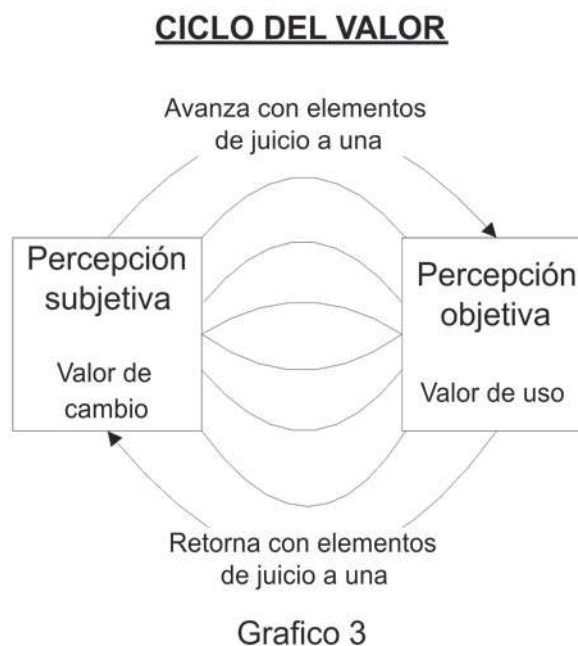 CICLO DEL VALOR
Avanza con elementos
de juicio a una
Percepción
subjetiva
Valor de
cambio
Percepción
objetiva
Valor de uso
Retorna con elementos
de juicio a una
Grafico 3